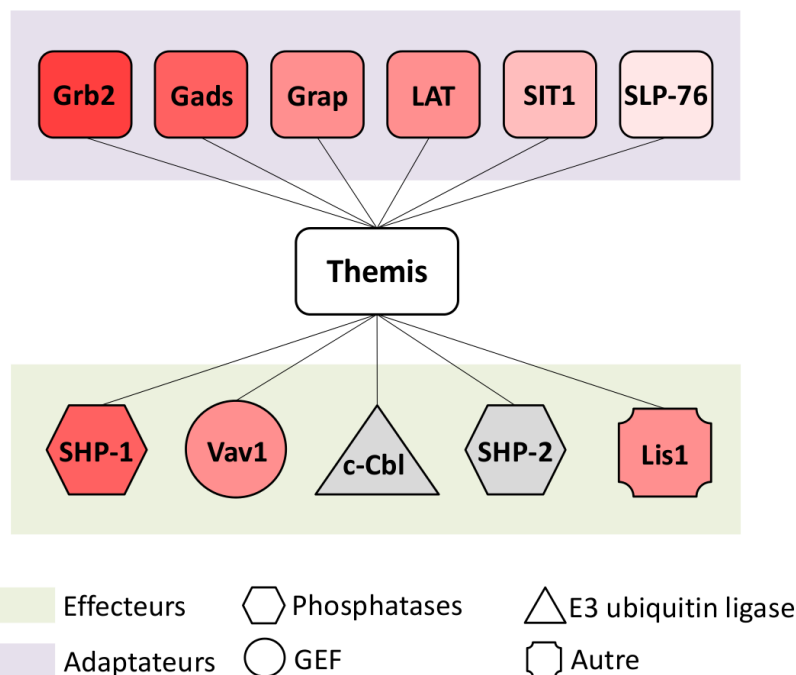 Grb2 Gads Grap LAT SIT1 SLP-76
Themis
SHP-1 Vav1 c-Cbl SHP-2 Lis1
Effecteurs Phosphatases E3 ubiquitin ligase
Adaptateurs GEF Autre